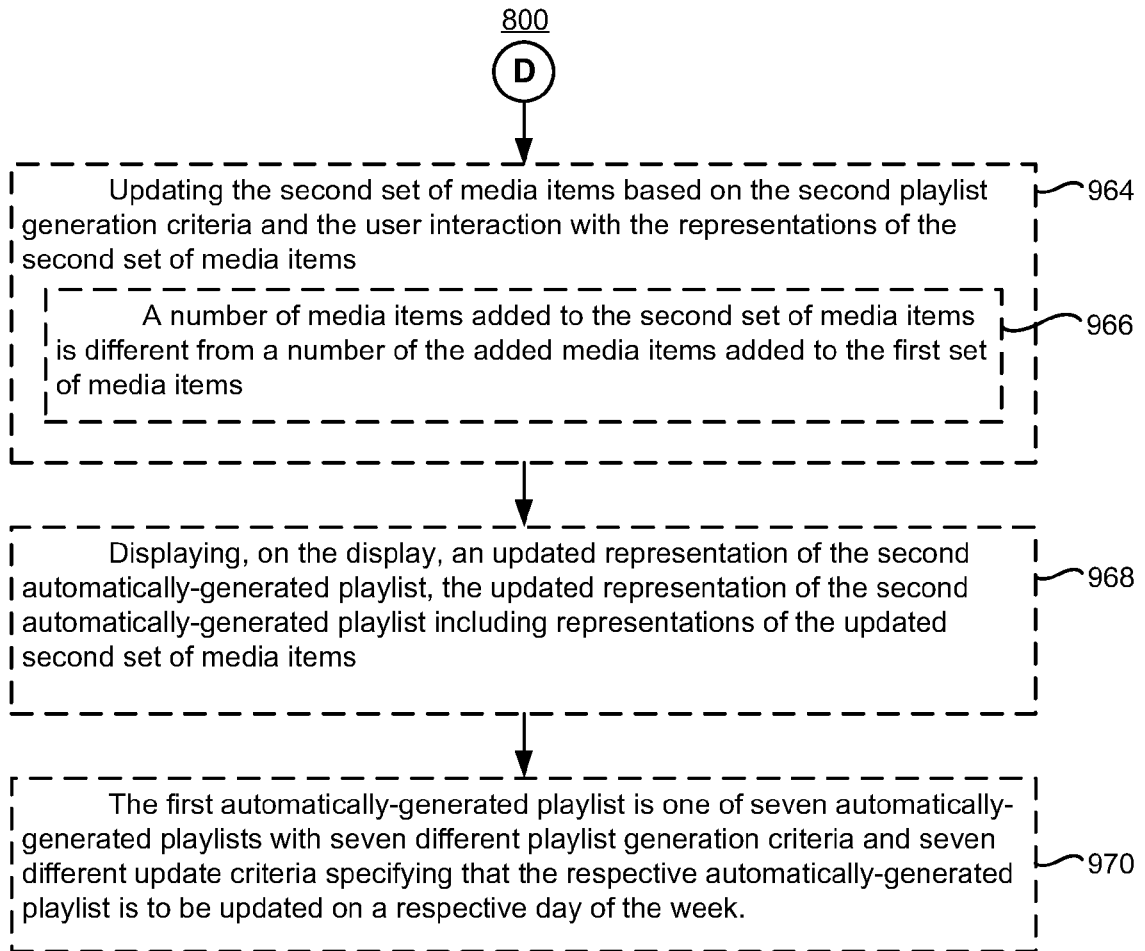 800
D
Updating the second set of media items based on the second playlist
generation criteria and the user interaction with the representations of the
second set of media items
964
A number of media items added to the second set of media items
is different from a number of the added media items added to the first set
of media items
966
Displaying, on the display, an updated representation of the second
automatically-generated playlist, the updated representation of the second
automatically-generated playlist including representations of the updated
second set of media items
968
The first automatically-generated playlist is one of seven automatically-
generated playlists with seven different playlist generation criteria and seven
different update criteria specifying that the respective automatically-generated
playlist is to be updated on a respective day of the week.
970